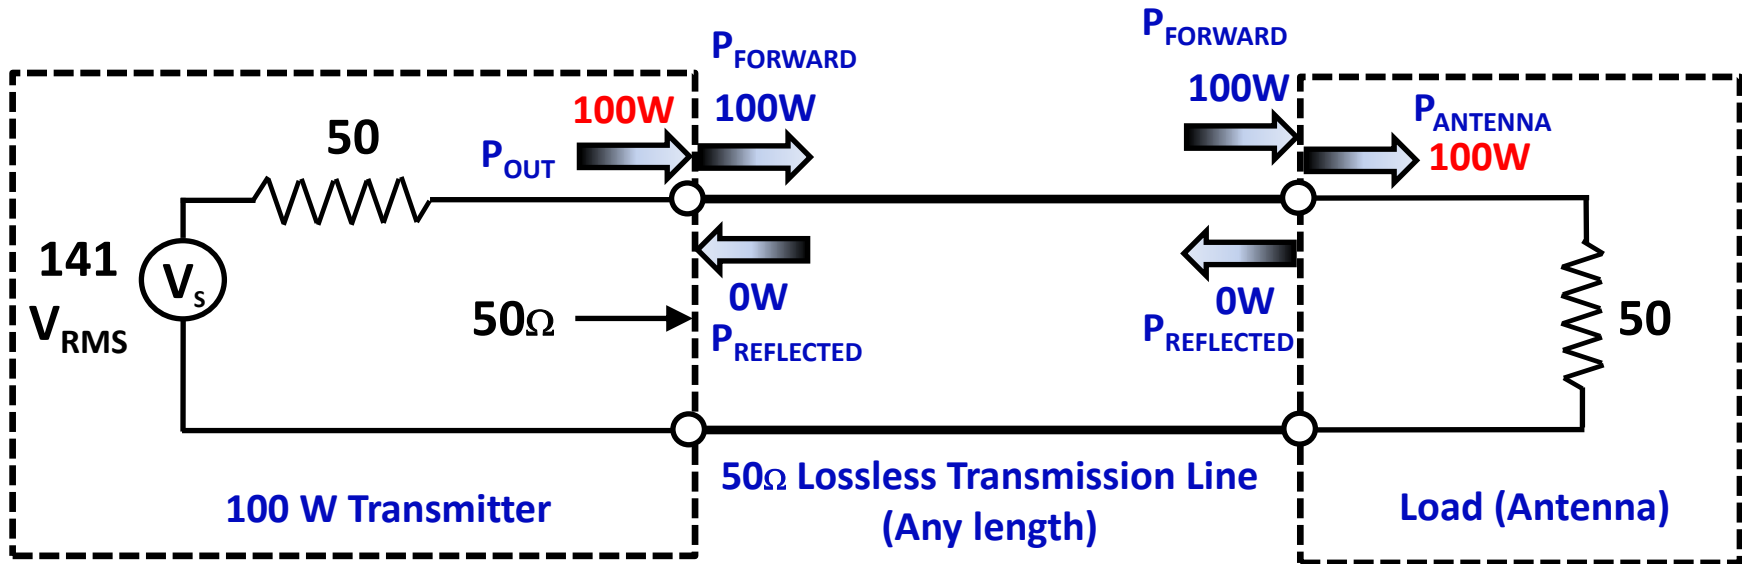 P_FORWARD
100W
100W
P_OUT
50
141
V_RMS
V_s
50Ω
0W
P_REFLECTED
P_FORWARD
100W
P_ANTENNA
100W
0W
P_REFLECTED
50
100 W Transmitter
50Ω Lossless Transmission Line
(Any length)
Load (Antenna)